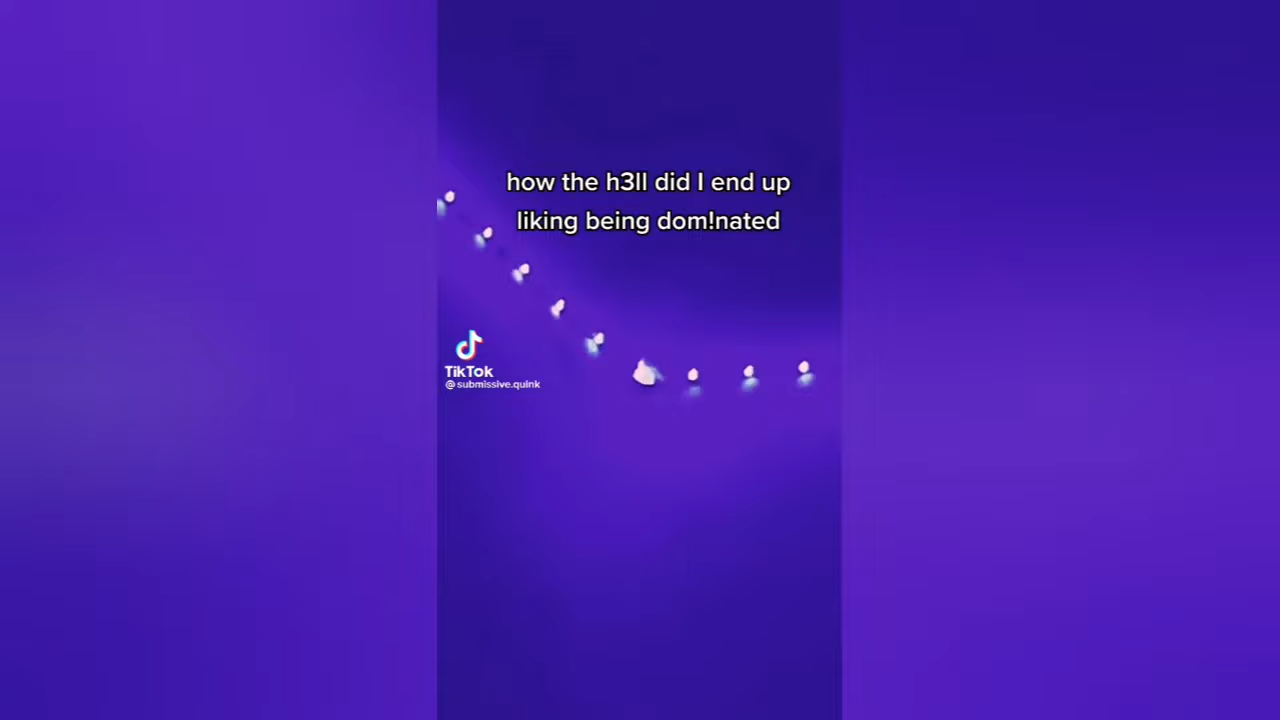 how the h3ll did I end up
liking being dom!nated
TikTok
@submissive.quink